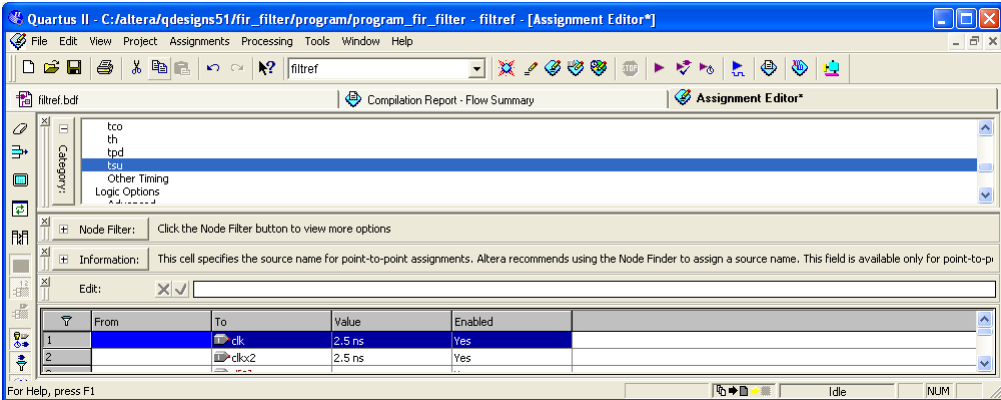 Quartus II - C:/altera/qdesigns51/fir_filter/program/program_fir_filter - filtref - [Assignment Editor*]
File Edit View Project Assignments Processing Tools Window Help
filtref
filtref.bdf Compilation Report - Flow Summary Assignment Editor*
Category:
tco
th
tpd
tsu
Other Timing
Logic Options
Node Filter: Click the Node Filter button to view more options
Information: This cell specifies the source name for point-to-point assignments. Altera recommends using the Node Finder to assign a source name. This field is available only for point-to-p
Edit:
From To Value Enabled
1 clk 2.5 ns Yes
2 clkx2 2.5 ns Yes
For Help, press F1 Idle NUM